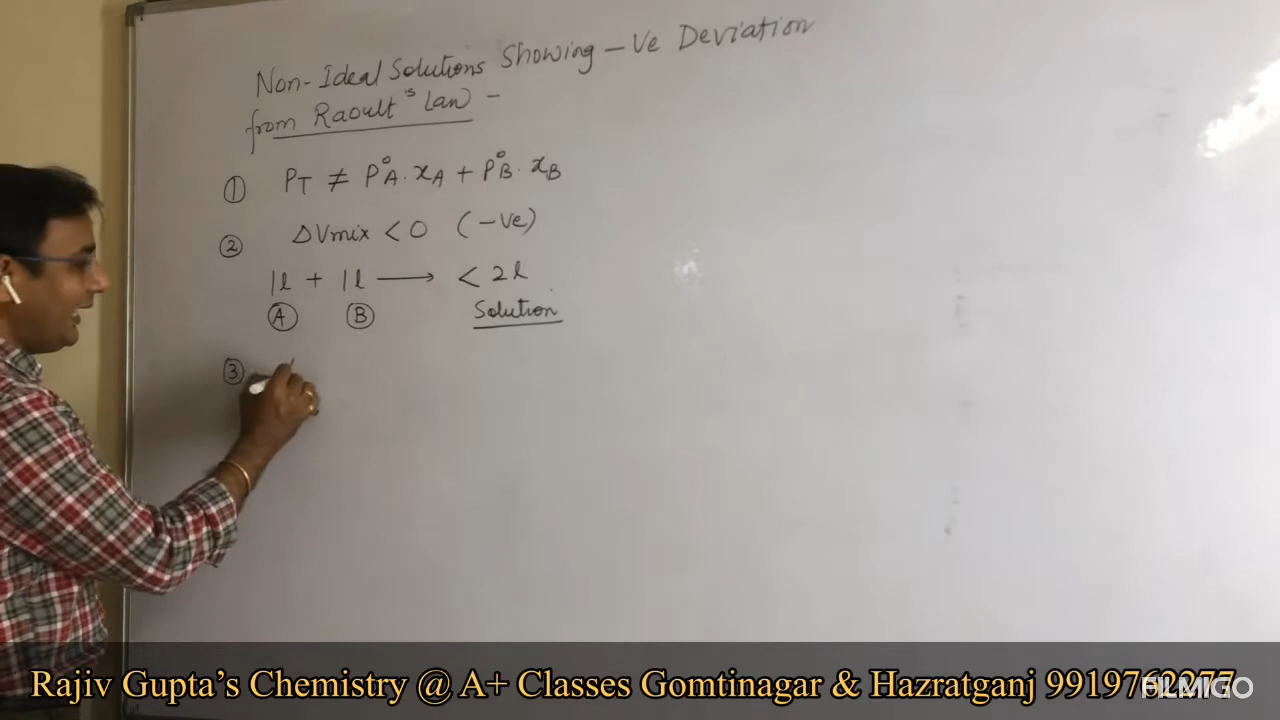 Non-Ideal Solutions Showing -Ve Deviation
from Raoult's Law -
① PT ≠ P°A . xA + P°B . xB
② ΔVmix < 0 (-Ve)
1l + 1l ⟶ < 2l
Ⓐ Ⓑ Solution
③
Rajiv Gupta's Chemistry @ A+ Classes Gomtinagar & Hazratganj 9919762277
FILMIGO